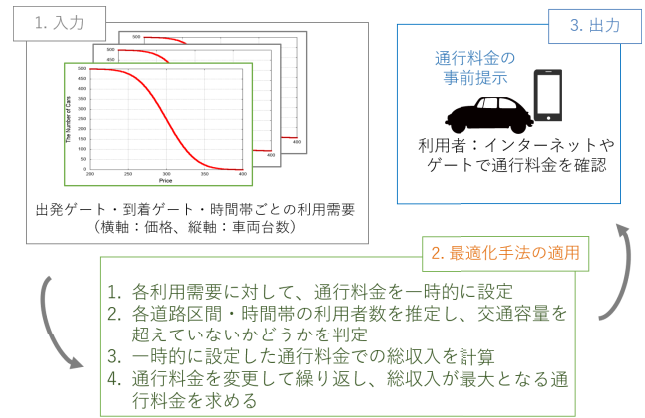 1. 入力
500
450
500
450
500
450
400
350
300
250
200
150
100
50
0
200
250
300
350
400
400
400
The Number of Cars
Price
出発ゲート・到着ゲート・時間帯ごとの利用需要
（横軸：価格、縦軸：車両台数）
3. 出力
通行料金の
事前提示
利用者：インターネットや
ゲートで通行料金を確認
2. 最適化手法の適用
1. 各利用需要に対して、通行料金を一時的に設定
2. 各道路区間・時間帯の利用者数を推定し、交通容量を
超えていないかどうかを判定
3. 一時的に設定した通行料金での総収入を計算
4. 通行料金を変更して繰り返し、総収入が最大となる通
行料金を求める